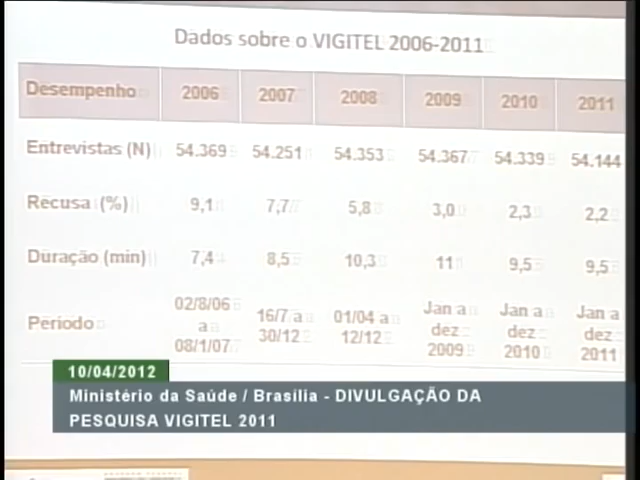 Dados sobre o VIGITEL 2006-2011
Desempenho 2006 2007 2008 2009 2010 2011
Entrevistas (N) 54.369 54.251 54.353 54.367 54.339 54.144
Recusa (%) 9,1 7,7 5,8 3,0 2,3 2,2
Duração (min) 7,4 8,5 10,3 11 9,5 9,5
Período 02/8/06 a 08/1/07 16/7 a 30/12 01/04 a 12/12 Jan a dez 2009 Jan a dez 2010 Jan a dez 2011
10/04/2012
Ministério da Saúde / Brasília - DIVULGAÇÃO DA
PESQUISA VIGITEL 2011